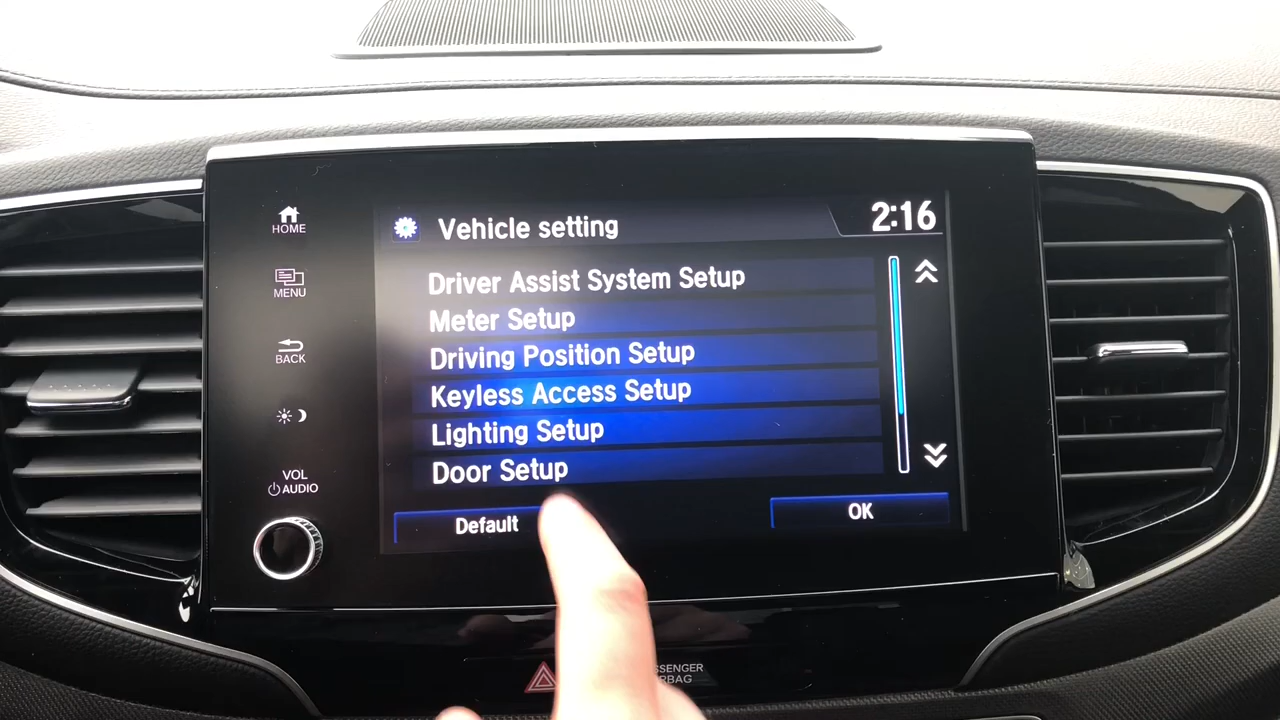 HOME
MENU
BACK
VOL
AUDIO
Vehicle setting
2:16
Driver Assist System Setup
Meter Setup
Driving Position Setup
Keyless Access Setup
Lighting Setup
Door Setup
Default
OK